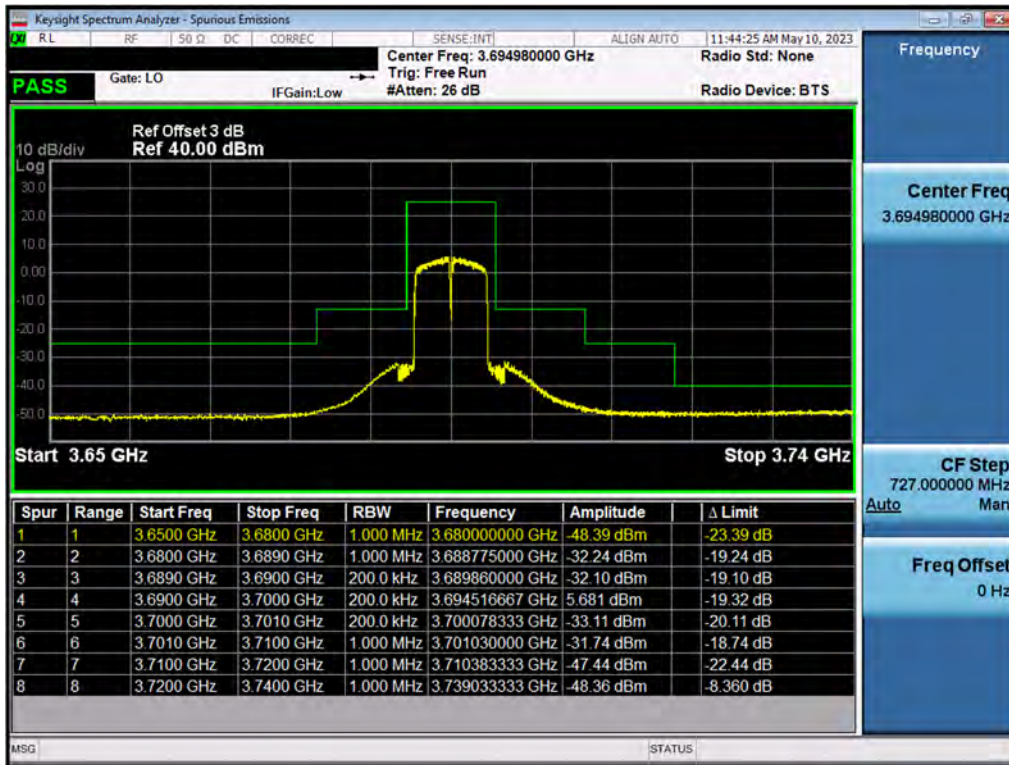 Keysight Spectrum Analyzer - Spurious Emissions
LXI RL RF 50 Ω DC CORREC SENSE:INT ALIGN AUTO 11:44:25 AM May 10, 2023
Center Freq: 3.694980000 GHz Radio Std: None
PASS Gate: LO Trig: Free Run
IFGain:Low #Atten: 26 dB Radio Device: BTS
Ref Offset 3 dB
10 dB/div Ref 40.00 dBm
Log
30.0
20.0
10.0
0.00
-10.0
-20.0
-30.0
-40.0
-50.0
Start 3.65 GHz Stop 3.74 GHz
Spur Range Start Freq Stop Freq RBW Frequency Amplitude Δ Limit
1 1 3.6500 GHz 3.6800 GHz 1.000 MHz 3.680000000 GHz -48.39 dBm -23.39 dB
2 2 3.6800 GHz 3.6890 GHz 1.000 MHz 3.688775000 GHz -32.24 dBm -19.24 dB
3 3 3.6890 GHz 3.6900 GHz 200.0 kHz 3.689860000 GHz -32.10 dBm -19.10 dB
4 4 3.6900 GHz 3.7000 GHz 200.0 kHz 3.694516667 GHz 5.681 dBm -19.32 dB
5 5 3.7000 GHz 3.7010 GHz 200.0 kHz 3.700078333 GHz -33.11 dBm -20.11 dB
6 6 3.7010 GHz 3.7100 GHz 1.000 MHz 3.701030000 GHz -31.74 dBm -18.74 dB
7 7 3.7100 GHz 3.7200 GHz 1.000 MHz 3.710383333 GHz -47.44 dBm -22.44 dB
8 8 3.7200 GHz 3.7400 GHz 1.000 MHz 3.739033333 GHz -48.36 dBm -8.360 dB
MSG STATUS
Frequency
Center Freq
3.694980000 GHz
CF Step
727.000000 MHz
Auto Man
Freq Offset
0 Hz